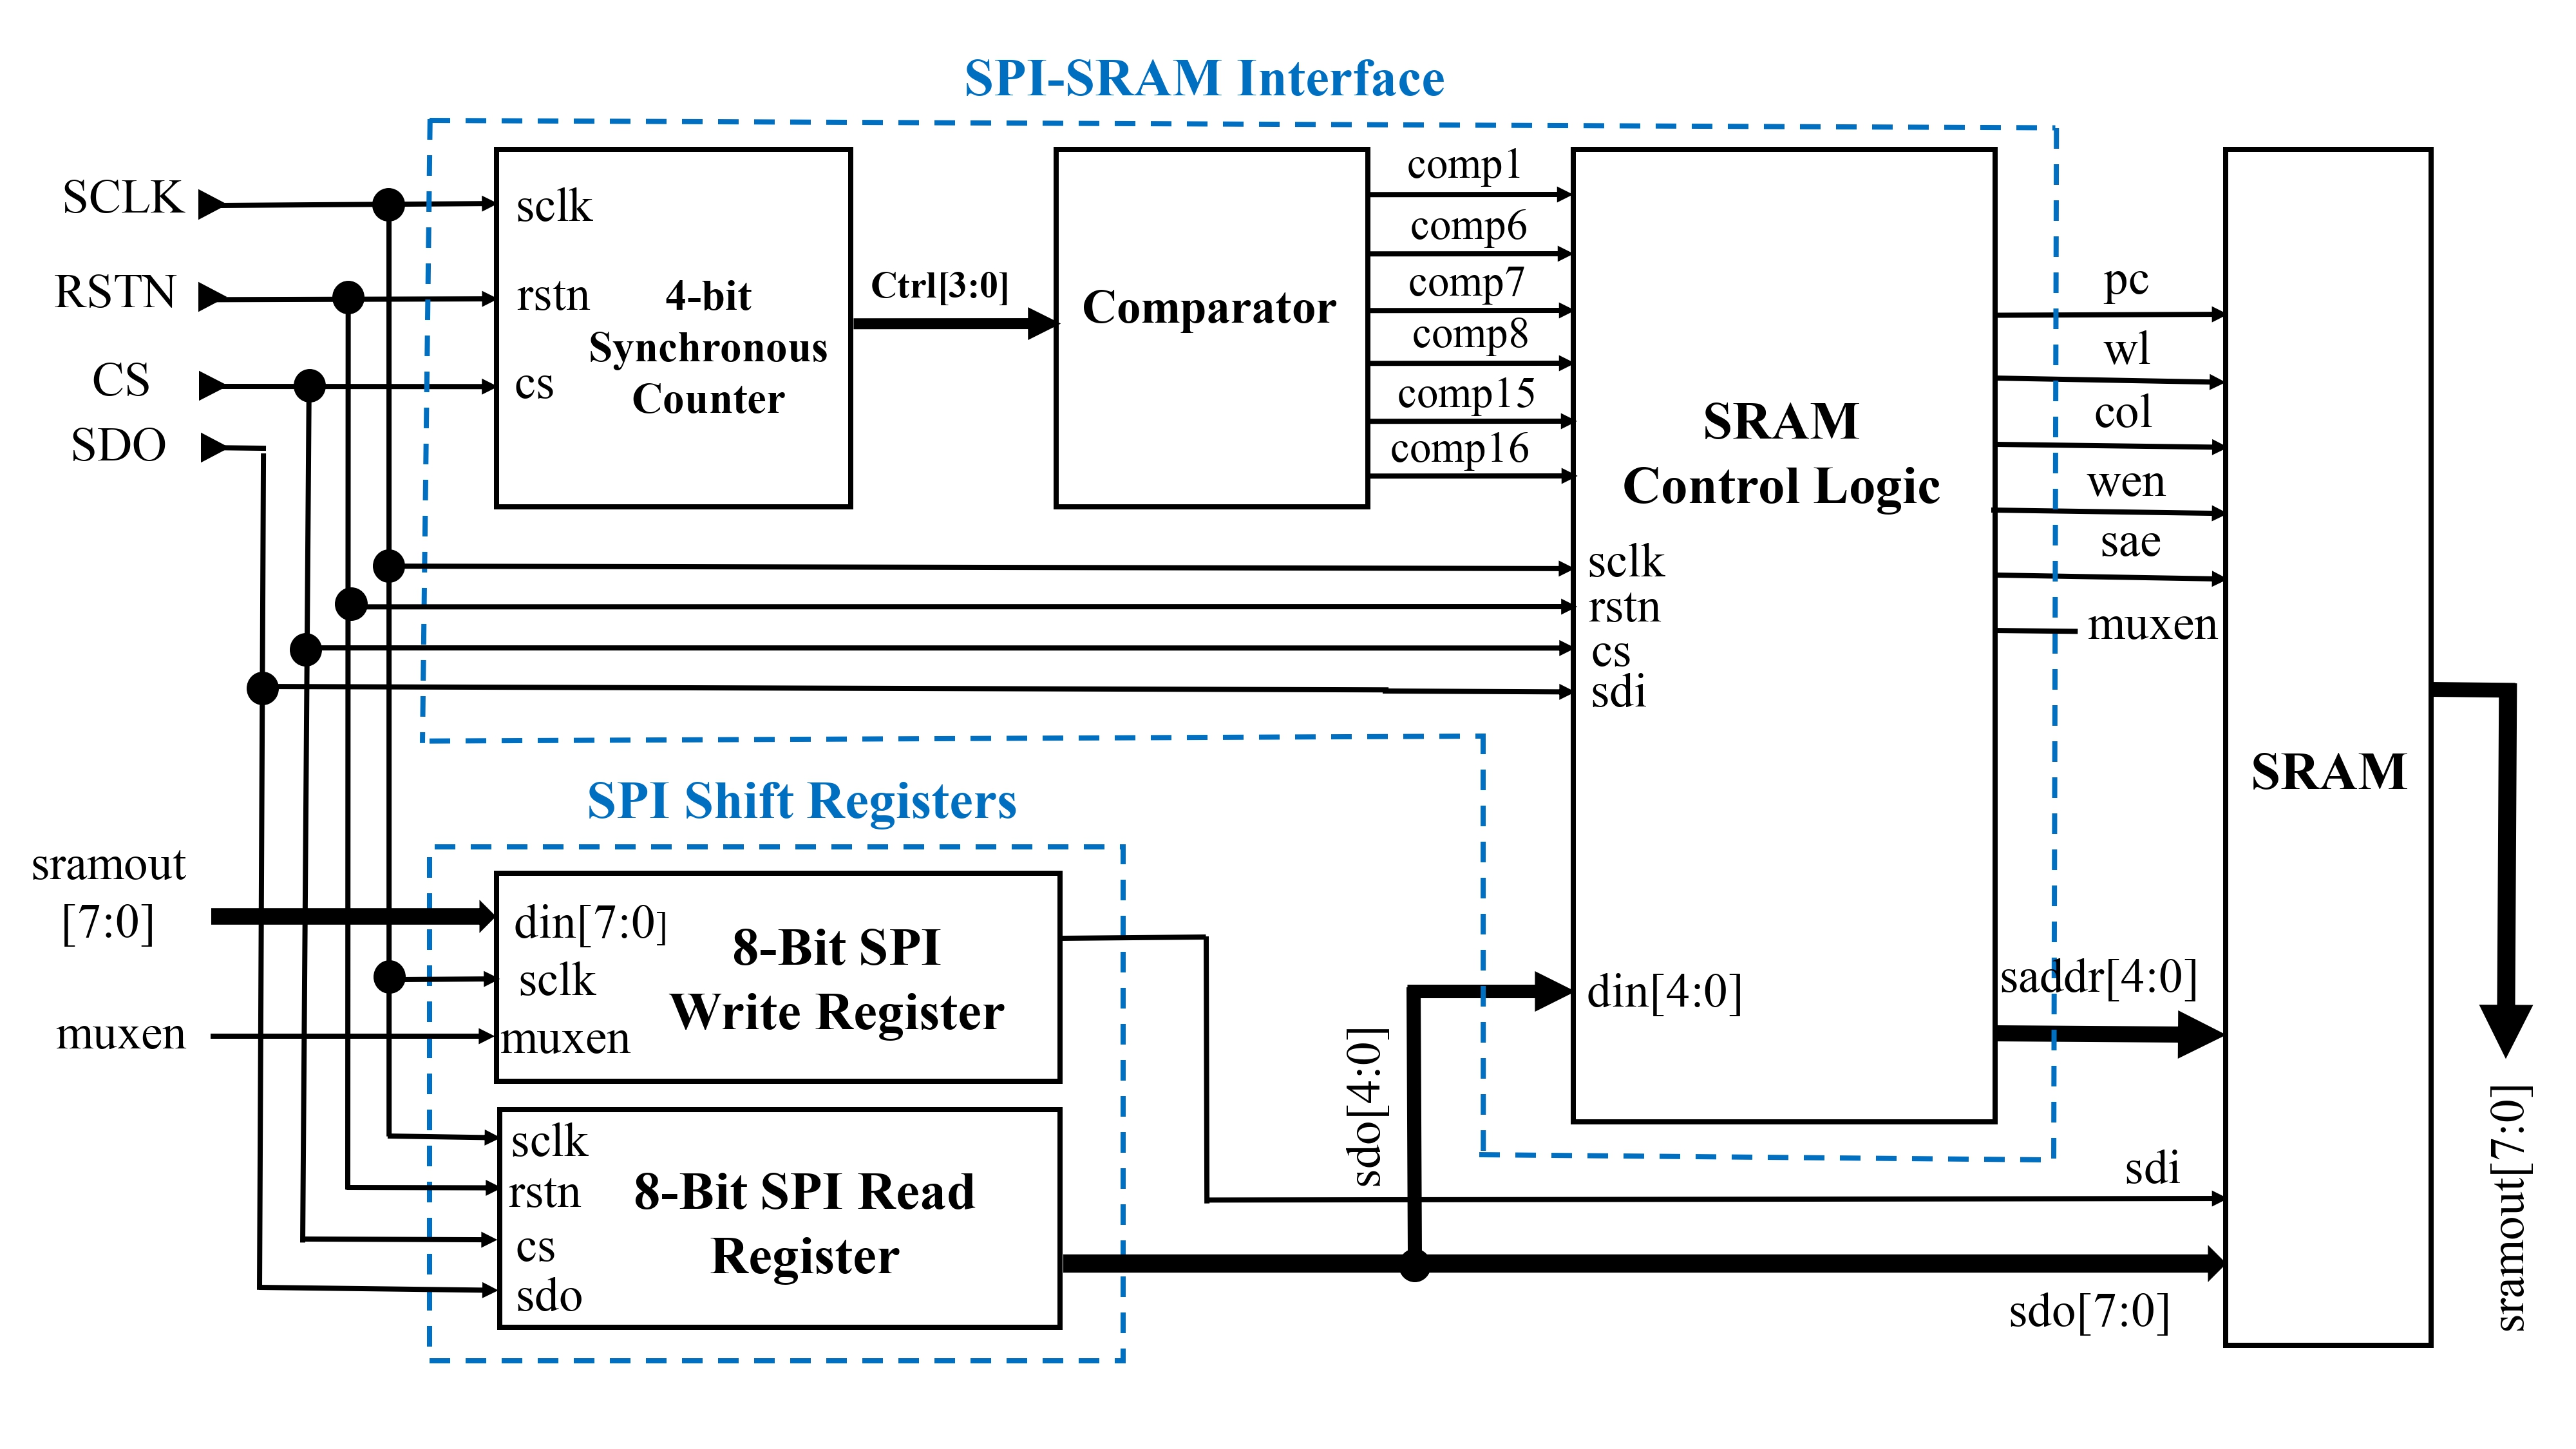 SPI-SRAM Interface
SCLK
RSTN
CS
SDO
sclk
rstn
cs
4-bit
Synchronous
Counter
Ctrl[3:0]
Comparator
comp1
comp6
comp7
comp8
comp15
comp16
SRAM
Control Logic
sclk
rstn
cs
sdi
din[4:0]
pc
wl
col
wen
sae
muxen
saddr[4:0]
SRAM
sramout[7:0]
SPI Shift Registers
sramout
[7:0]
muxen
din[7:0]
sclk
muxen
8-Bit SPI
Write Register
sclk
rstn
cs
sdo
8-Bit SPI Read
Register
sdo[4:0]
sdi
sdo[7:0]